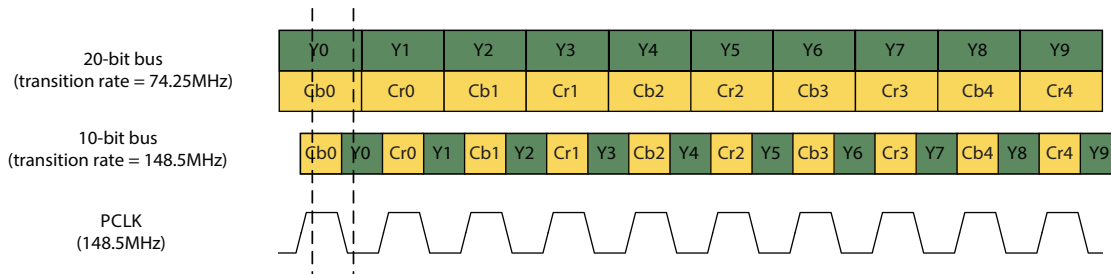 20-bit bus
(transition rate = 74.25MHz)
Y0 Y1 Y2 Y3 Y4 Y5 Y6 Y7 Y8 Y9
Cb0 Cr0 Cb1 Cr1 Cb2 Cr2 Cb3 Cr3 Cb4 Cr4
10-bit bus
(transition rate = 148.5MHz)
Cb0 Y0 Cr0 Y1 Cb1 Y2 Cr1 Y3 Cb2 Y4 Cr2 Y5 Cb3 Y6 Cr3 Y7 Cb4 Y8 Cr4 Y9
PCLK
(148.5MHz)